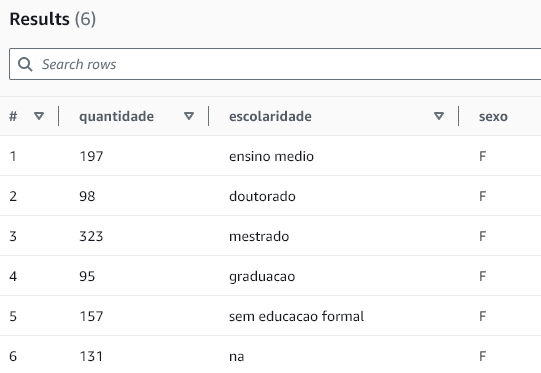 Results (6)
Search rows
# quantidade escolaridade sexo
1 197 ensino medio F
2 98 doutorado F
3 323 mestrado F
4 95 graduacao F
5 157 sem educacao formal F
6 131 na F